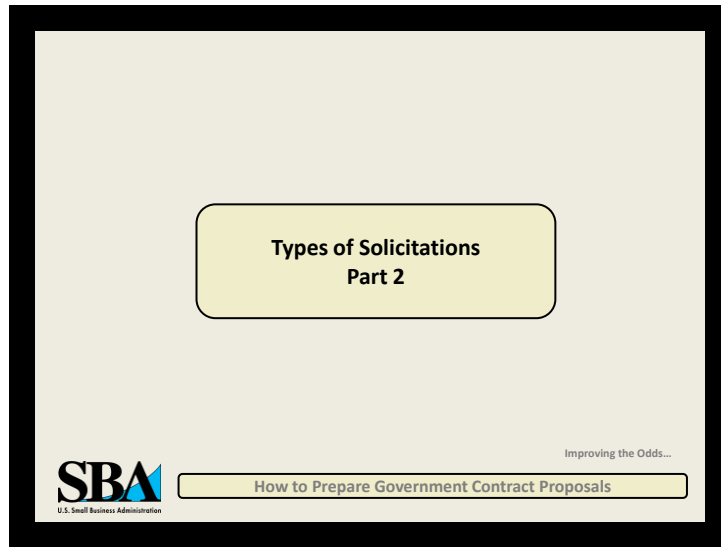 Types of Solicitations
Part 2
Improving the Odds...
SBA
U.S. Small Business Administration
How to Prepare Government Contract Proposals